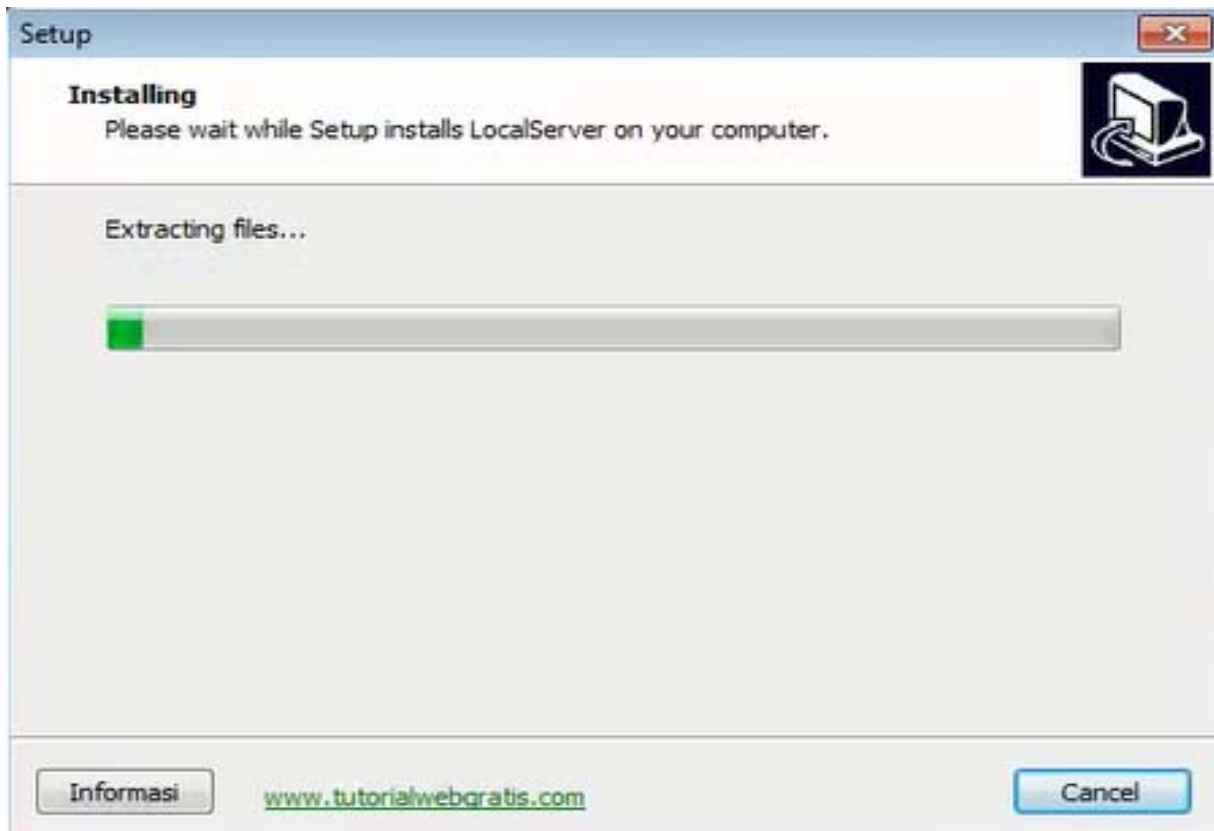 Setup
Installing
Please wait while Setup installs LocalServer on your computer.
Extracting files...
Informasi
www.tutorialwebgratis.com
Cancel